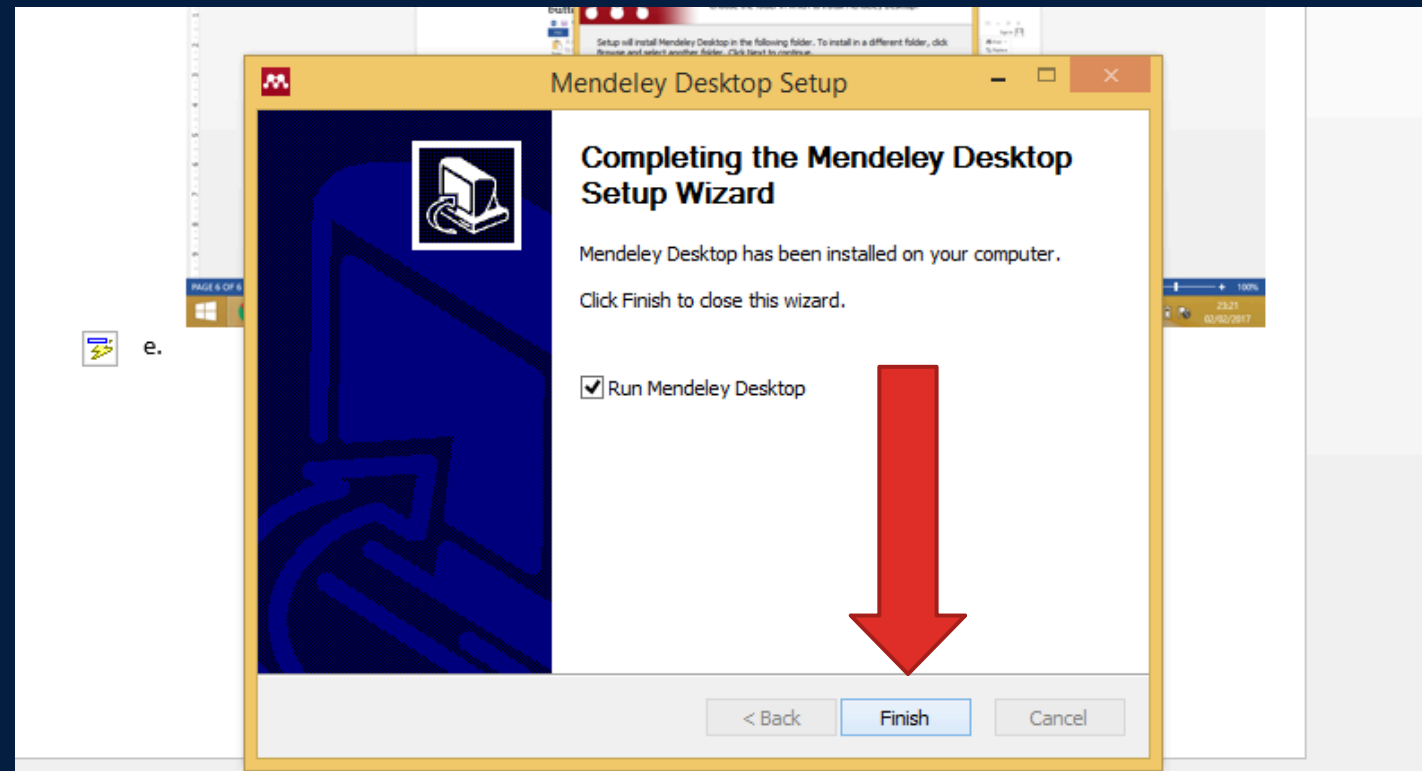 Setup will install Mendeley Desktop in the following folder. To install in a different folder, click
Browse and select another folder. Click Next to continue.
Mendeley Desktop Setup
Completing the Mendeley Desktop
Setup Wizard
Mendeley Desktop has been installed on your computer.
Click Finish to close this wizard.
PAGE 6 OF 6
100%
23:21
02/02/2017
e.
Run Mendeley Desktop
< Back
Finish
Cancel